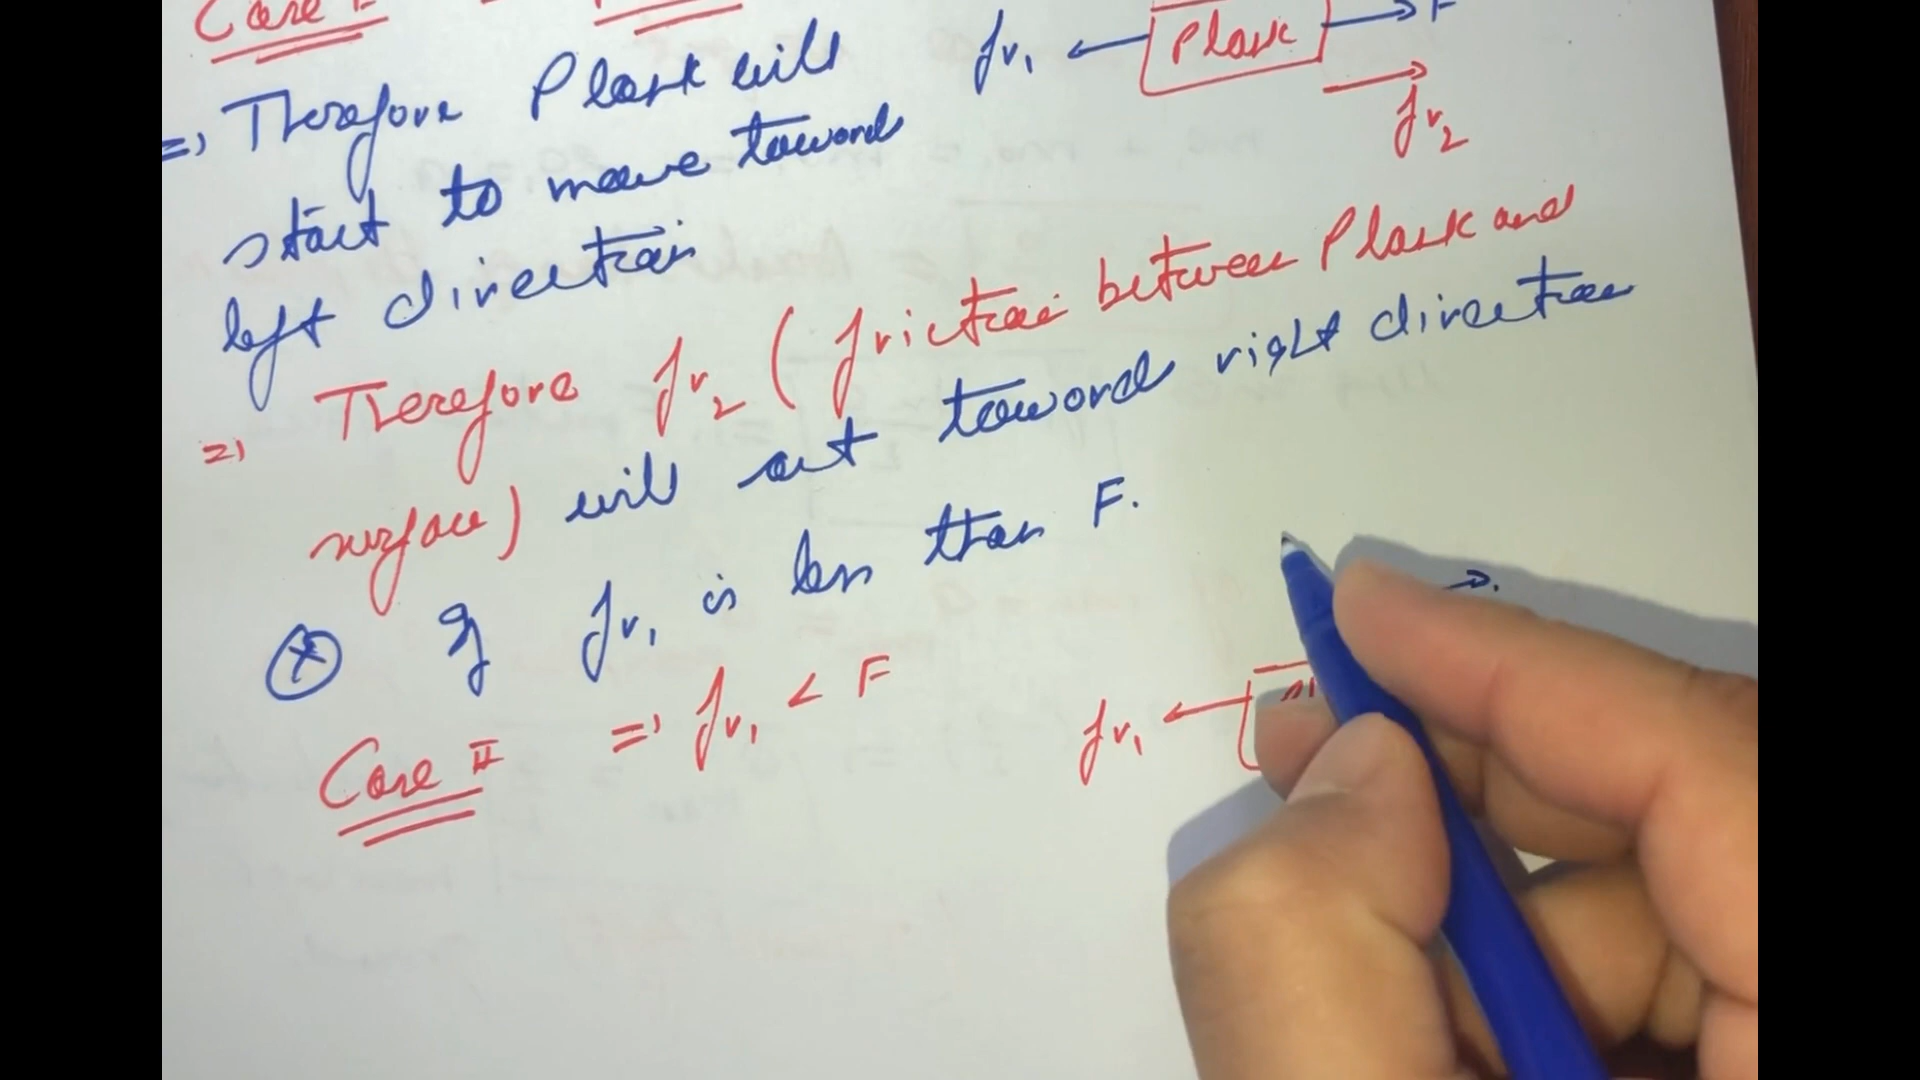 Case I
fr1 ← Plank → F
=> Therefore Plank will
fr2
start to move toward
left direction
=> Therefore fr2 ( friction between Plank and
surface) will act toward right direction
* If fr1 is less than F.
Case II => fr1 < F
fr1 ←